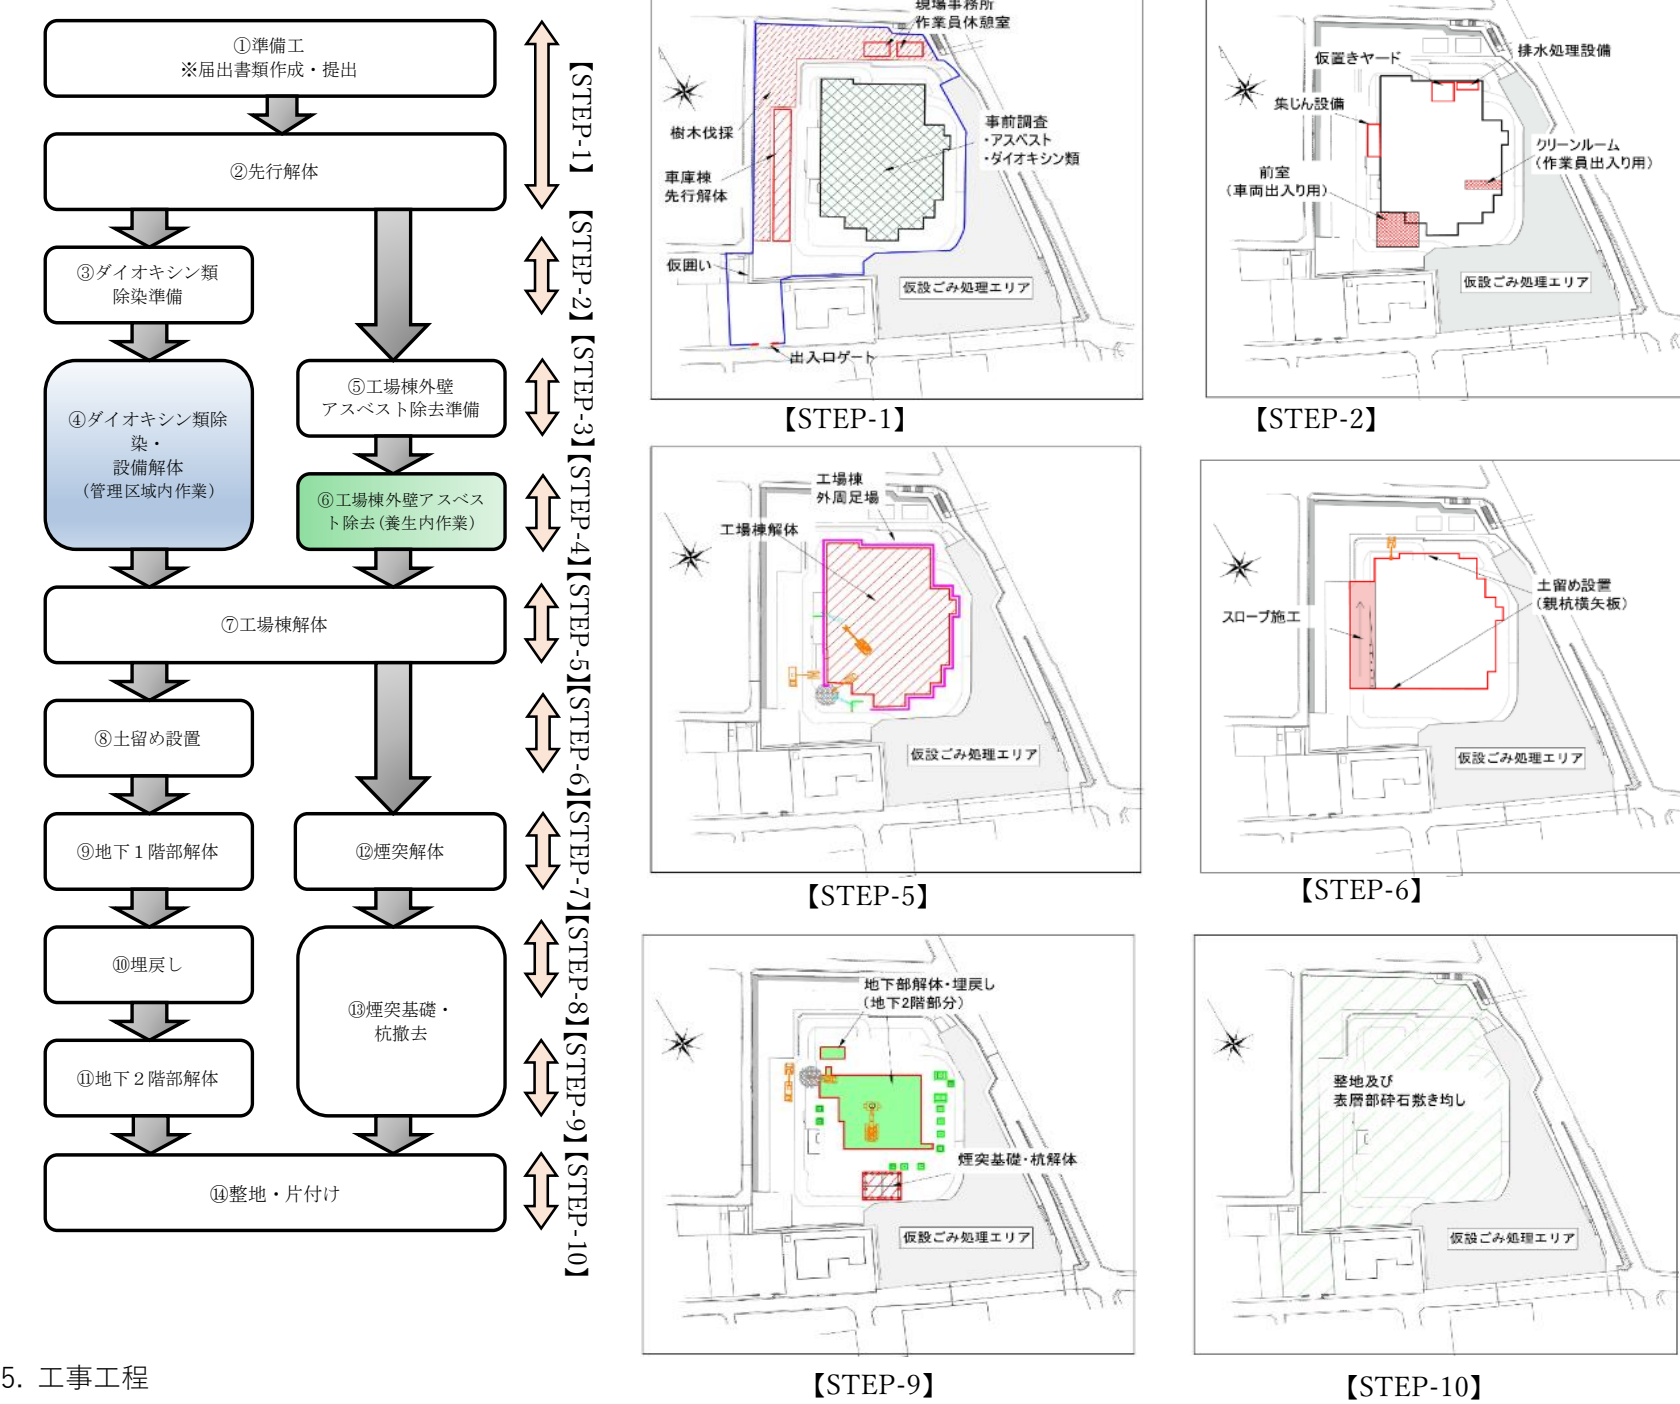 ①準備工
※届出書類作成・提出
②先行解体
③ダイオキシン類
除染準備
④ダイオキシン類除
染・
設備解体
(管理区域内作業)
⑤工場棟外壁
アスベスト除去準備
⑥工場棟外壁アスベス
ト除去(養生内作業)
⑦工場棟解体
⑧土留め設置
⑨地下１階部解体
⑫煙突解体
⑩埋戻し
⑬煙突基礎・
杭撤去
⑪地下２階部解体
⑭整地・片付け
【STEP-1】
【STEP-2】
【STEP-3】
【STEP-4】
【STEP-5】
【STEP-6】
【STEP-7】
【STEP-8】
【STEP-9】
【STEP-10】
現場事務所
作業員休憩室
樹木伐採
事前調査
・アスベスト
・ダイオキシン類
車庫棟
先行解体
仮囲い
仮設ごみ処理エリア
出入口ゲート
【STEP-1】
排水処理設備
仮置きヤード
集じん設備
クリーンルーム
(作業員出入り用)
前室
(車両出入り用)
仮設ごみ処理エリア
【STEP-2】
工場棟
外周足場
工場棟解体
仮設ごみ処理エリア
【STEP-5】
土留め設置
(親杭横矢板)
スロープ施工
仮設ごみ処理エリア
【STEP-6】
地下部解体・埋戻し
(地下2階部分)
煙突基礎・杭解体
仮設ごみ処理エリア
【STEP-9】
整地及び
表層部砕石敷き均し
仮設ごみ処理エリア
【STEP-10】
5. 工事工程